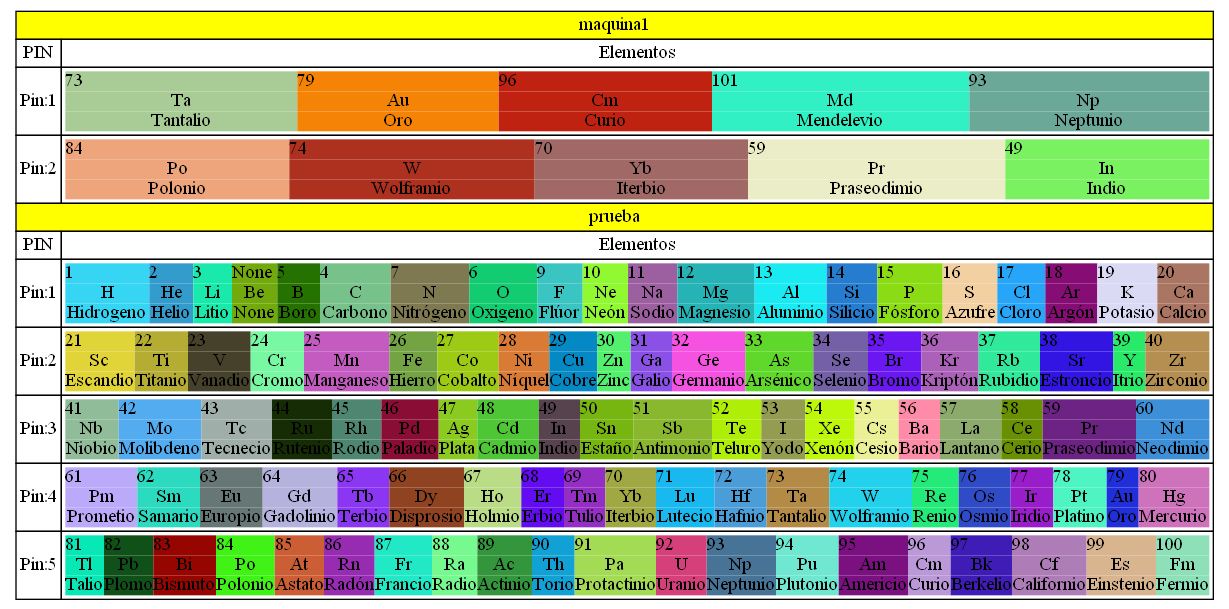 maquina1
PIN Elementos
73 79 96 101 93
Pin:1 Ta Au Cm Md Np
Tantalio Oro Curio Mendelevio Neptunio
84 74 70 59 49
Pin:2 Po W Yb Pr In
Polonio Wolframio Iterbio Praseodimio Indio
prueba
PIN Elementos
1 2 3 None 5 4 7 6 9 10 11 12 13 14 15 16 17 18 19 20
Pin:1 H He Li Be B C N O F Ne Na Mg Al Si P S Cl Ar K Ca
Hidrogeno Helio Litio None Boro Carbono Nitrógeno Oxigeno Flúor Neón Sodio Magnesio Aluminio Silicio Fósforo Azufre Cloro Argón Potasio Calcio
21 22 23 24 25 26 27 28 29 30 31 32 33 34 35 36 37 38 39 40
Pin:2 Sc Ti V Cr Mn Fe Co Ni Cu Zn Ga Ge As Se Br Kr Rb Sr Y Zr
Escandio Titanio Vanadio Cromo Manganeso Hierro Cobalto Níquel Cobre Zinc Galio Germanio Arsénico Selenio Bromo Kriptón Rubidio Estroncio Itrio Zirconio
41 42 43 44 45 46 47 48 49 50 51 52 53 54 55 56 57 58 59 60
Pin:3 Nb Mo Tc Rn Rh Pd Ag Cd In Sn Sb Te I Xe Cs Ba La Ce Pr Nd
Niobio Molibdeno Tecnecio Rutenio Rodio Paladio Plata Cadmio Indio Estaño Antimonio Teluro Yodo Xenón Cesio Bario Lantano Cerio Praseodimio Neodimio
61 62 63 64 65 66 67 68 69 70 71 72 73 74 75 76 77 78 79 80
Pin:4 Pm Sm Eu Gd Tb Dy Ho Er Tm Yb Lu Hf Ta W Re Os Ir Pt Au Hg
Prometio Samario Europio Gadolinio Terbio Disprosio Holmio Erbio Tulio Iterbio Lutecio Hafnio Tantalio Wolframio Renio Osmio Iridio Platino Oro Mercurio
81 82 83 84 85 86 87 88 89 90 91 92 93 94 95 96 97 98 99 100
Pin:5 Tl Pb Bi Po At Rn Fr Ra Ac Th Pa U Np Pu Am Cm Bk Cf Es Fm
Talio Plomo Bismuto Polonio Astato Radón Francio Radio Actinio Torio Protactinio Uranio Neptunio Plutonio Americio Curio Berkelio Californio Einstenio Fermio